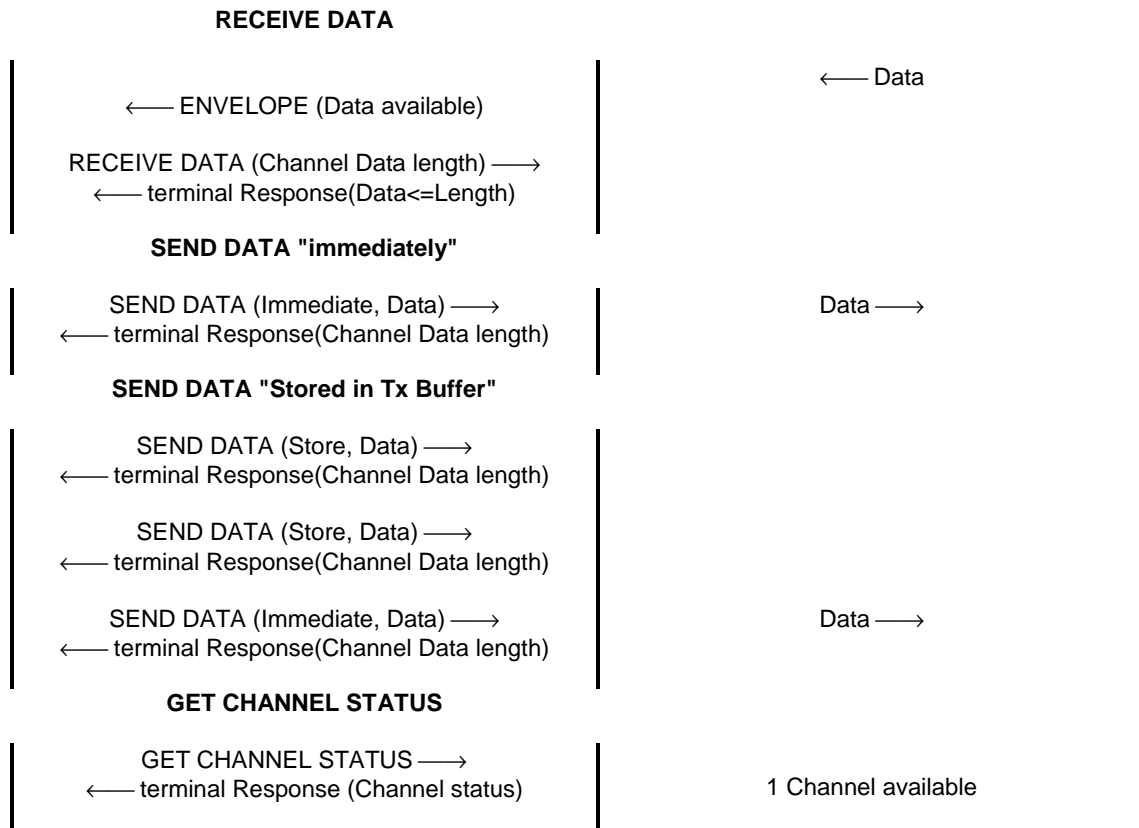 RECEIVE DATA
⟵ Data
⟵ ENVELOPE (Data available)
RECEIVE DATA (Channel Data length) ⟶
⟵ terminal Response(Data<=Length)
SEND DATA "immediately"
SEND DATA (Immediate, Data) ⟶ Data ⟶
⟵ terminal Response(Channel Data length)
SEND DATA "Stored in Tx Buffer"
SEND DATA (Store, Data) ⟶
⟵ terminal Response(Channel Data length)
SEND DATA (Store, Data) ⟶
⟵ terminal Response(Channel Data length)
SEND DATA (Immediate, Data) ⟶ Data ⟶
⟵ terminal Response(Channel Data length)
GET CHANNEL STATUS
GET CHANNEL STATUS ⟶
⟵ terminal Response (Channel status) 1 Channel available